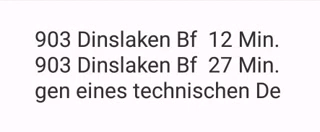 903 Dinslaken Bf 12 Min.
903 Dinslaken Bf 27 Min.
gen eines technischen De